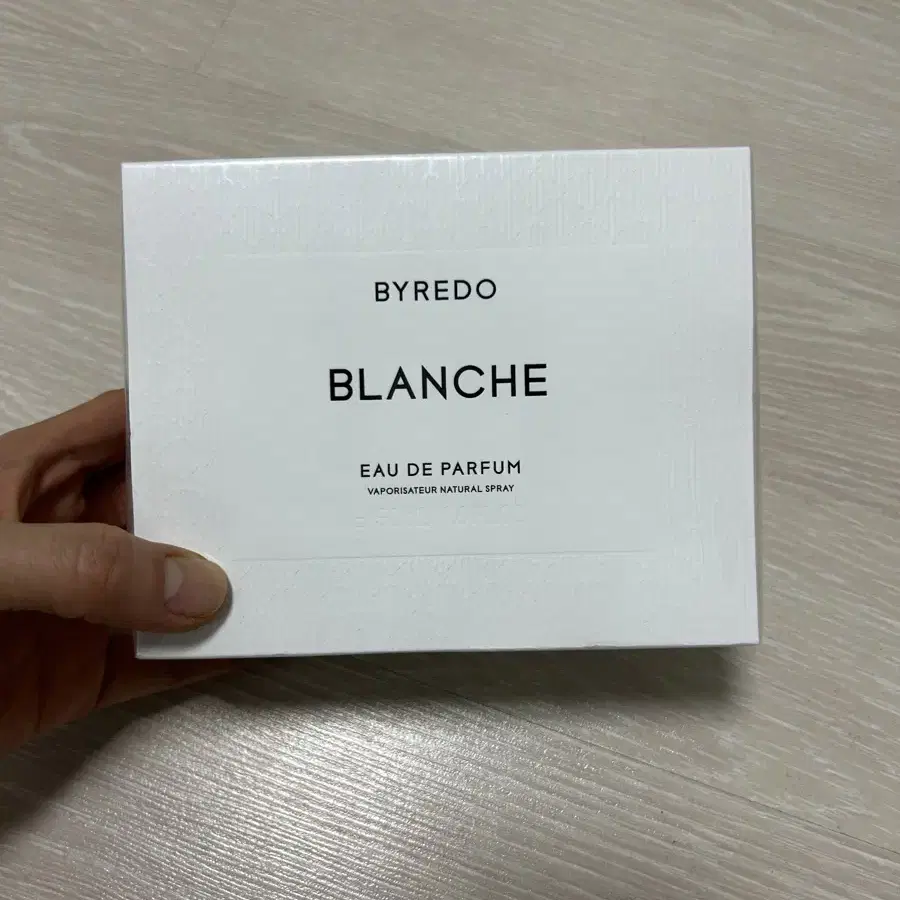 BYREDO
BLANCHE
EAU DE PARFUM
VAPORISATEUR NATURAL SPRAY